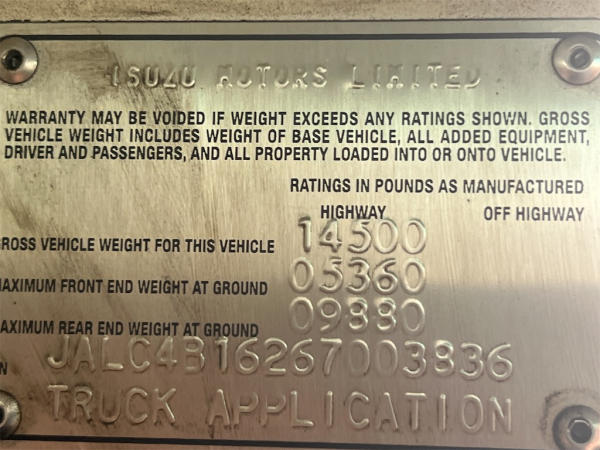 ISUZU MOTORS LIMITED
WARRANTY MAY BE VOIDED IF WEIGHT EXCEEDS ANY RATINGS SHOWN. GROSS
VEHICLE WEIGHT INCLUDES WEIGHT OF BASE VEHICLE, ALL ADDED EQUIPMENT,
DRIVER AND PASSENGERS, AND ALL PROPERTY LOADED INTO OR ONTO VEHICLE.
RATINGS IN POUNDS AS MANUFACTURED
HIGHWAY OFF HIGHWAY
GROSS VEHICLE WEIGHT FOR THIS VEHICLE 14500
MAXIMUM FRONT END WEIGHT AT GROUND 05360
MAXIMUM REAR END WEIGHT AT GROUND 09880
N JALC4B16267003836
TRUCK APPLICATION